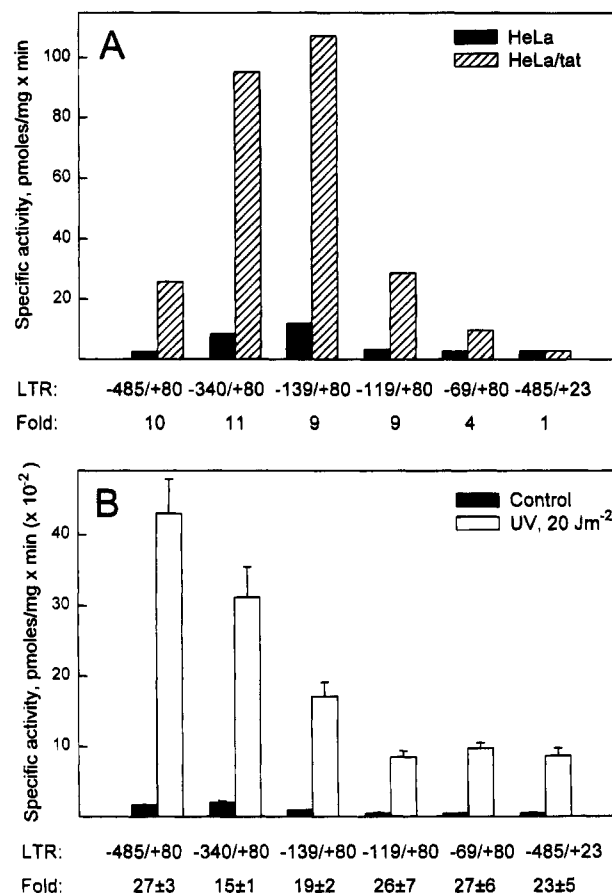 A
HeLa
HeLa/tat
Specific activity, pmoles/mg x min
100
80
60
40
20
LTR: -485/+80 -340/+80 -139/+80 -119/+80 -69/+80 -485/+23
Fold: 10 11 9 9 4 1
B
Control
UV, 20 Jm⁻²
Specific activity, pmoles/mg x min (x 10⁻²)
40
30
20
10
LTR: -485/+80 -340/+80 -139/+80 -119/+80 -69/+80 -485/+23
Fold: 27±3 15±1 19±2 26±7 27±6 23±5